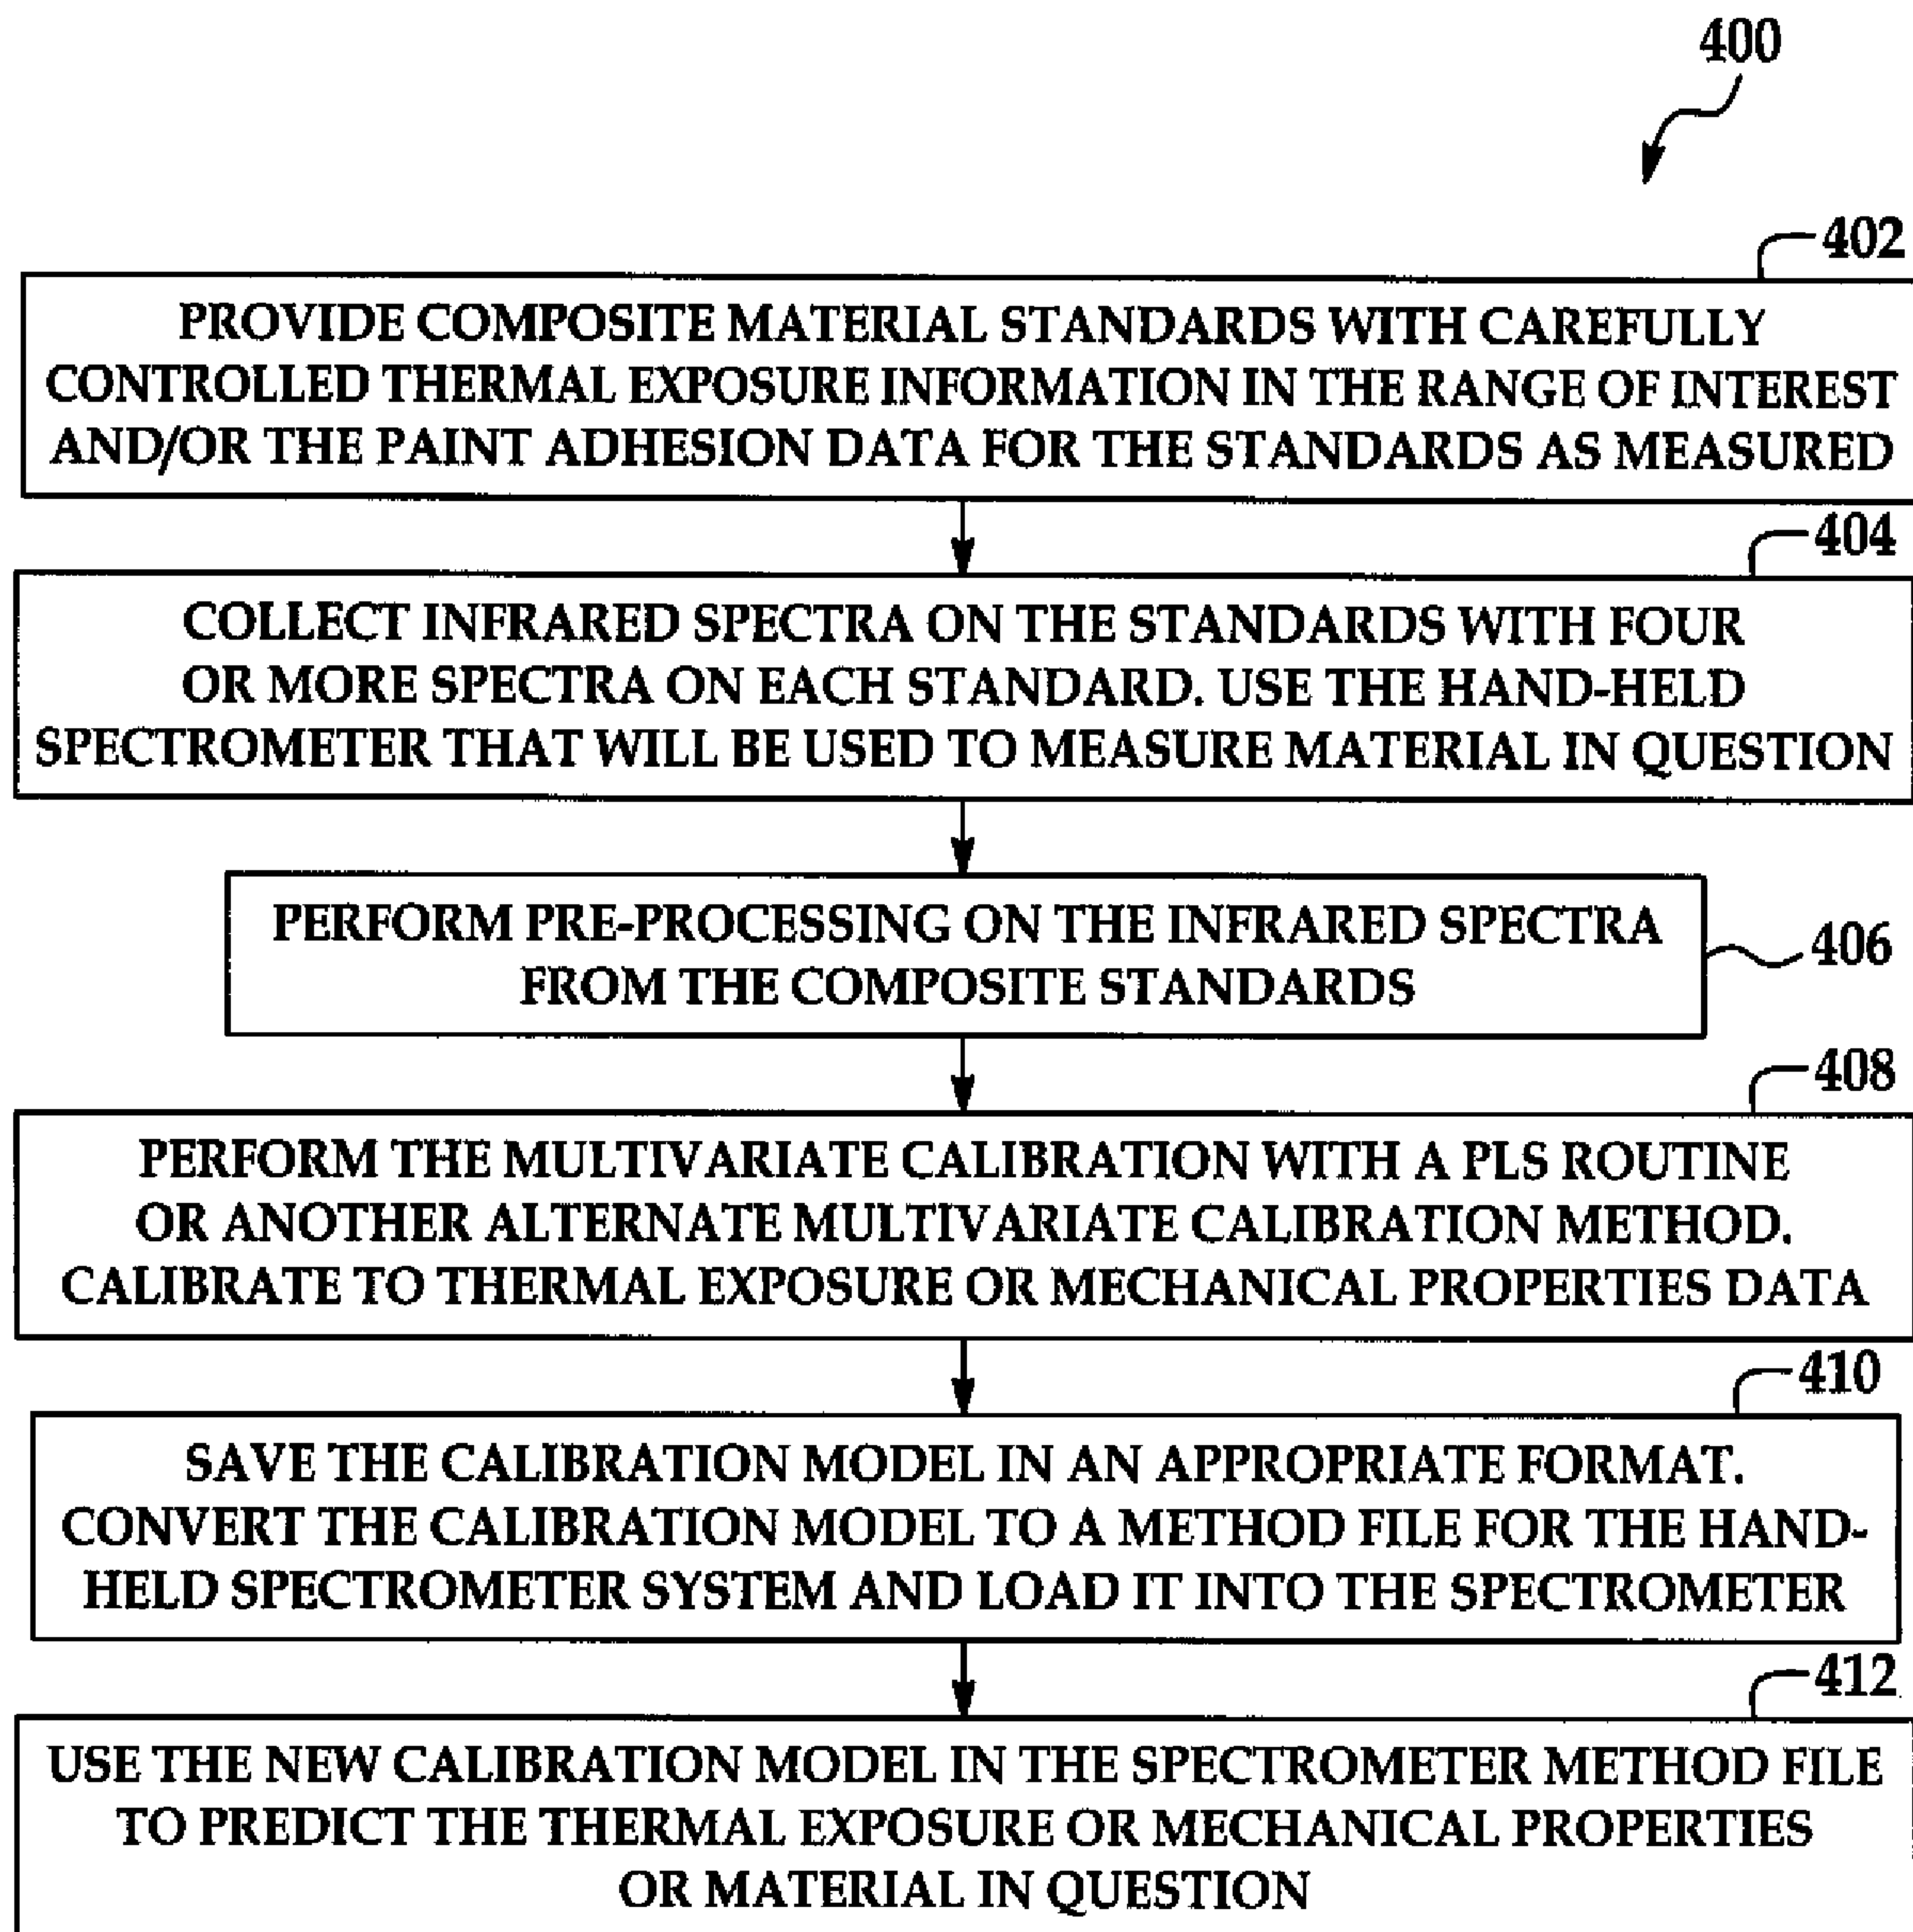 400
402
PROVIDE COMPOSITE MATERIAL STANDARDS WITH CAREFULLY
CONTROLLED THERMAL EXPOSURE INFORMATION IN THE RANGE OF INTEREST
AND/OR THE PAINT ADHESION DATA FOR THE STANDARDS AS MEASURED
404
COLLECT INFRARED SPECTRA ON THE STANDARDS WITH FOUR
OR MORE SPECTRA ON EACH STANDARD. USE THE HAND-HELD
SPECTROMETER THAT WILL BE USED TO MEASURE MATERIAL IN QUESTION
PERFORM PRE-PROCESSING ON THE INFRARED SPECTRA
FROM THE COMPOSITE STANDARDS
406
408
PERFORM THE MULTIVARIATE CALIBRATION WITH A PLS ROUTINE
OR ANOTHER ALTERNATE MULTIVARIATE CALIBRATION METHOD.
CALIBRATE TO THERMAL EXPOSURE OR MECHANICAL PROPERTIES DATA
410
SAVE THE CALIBRATION MODEL IN AN APPROPRIATE FORMAT.
CONVERT THE CALIBRATION MODEL TO A METHOD FILE FOR THE HAND-
HELD SPECTROMETER SYSTEM AND LOAD IT INTO THE SPECTROMETER
412
USE THE NEW CALIBRATION MODEL IN THE SPECTROMETER METHOD FILE
TO PREDICT THE THERMAL EXPOSURE OR MECHANICAL PROPERTIES
OR MATERIAL IN QUESTION